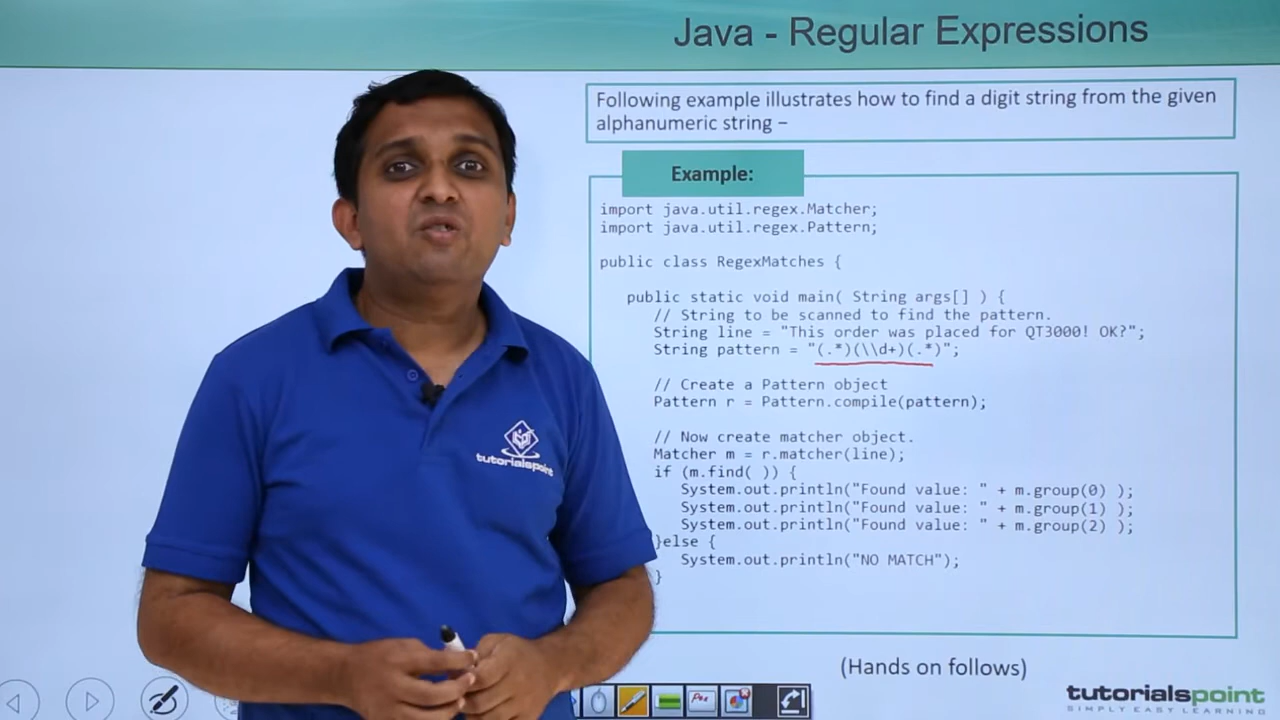 Java - Regular Expressions
Following example illustrates how to find a digit string from the given
alphanumeric string –
Example:
import java.util.regex.Matcher;
import java.util.regex.Pattern;
public class RegexMatches {
public static void main( String args[] ) {
// String to be scanned to find the pattern.
String line = "This order was placed for QT3000! OK?";
String pattern = "(.*)(\\d+)(.*)";
// Create a Pattern object
Pattern r = Pattern.compile(pattern);
// Now create matcher object.
Matcher m = r.matcher(line);
if (m.find( )) {
System.out.println("Found value: " + m.group(0) );
System.out.println("Found value: " + m.group(1) );
System.out.println("Found value: " + m.group(2) );
}else {
System.out.println("NO MATCH");
}
(Hands on follows)
tutorialspoint
SIMPLY EASY LEARNING
tutorialspoint